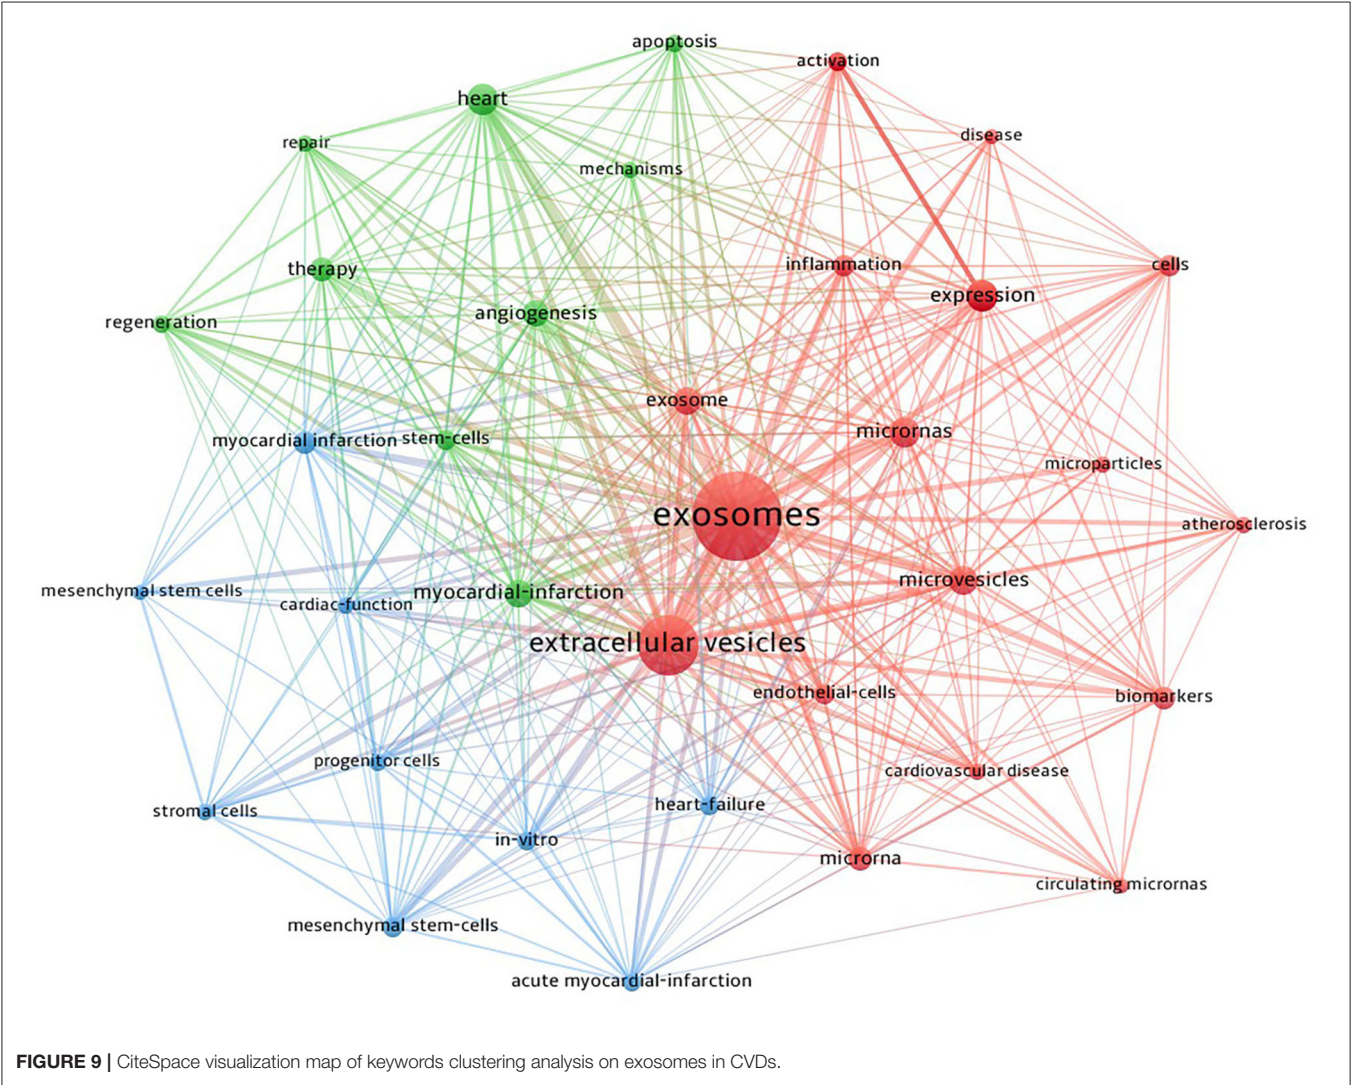 apoptosis
activation
heart
disease
repair
mechanisms
inflammation
cells
therapy
expression
angiogenesis
regeneration
exosome
micrornas
myocardial infarction
stem-cells
microparticles
exosomes
atherosclerosis
microvesicles
mesenchymal stem cells
myocardial-infarction
cardiac-function
extracellular vesicles
endothelial-cells
biomarkers
progenitor cells
cardiovascular disease
heart-failure
stromal cells
in-vitro
microrna
circulating micrornas
mesenchymal stem-cells
acute myocardial-infarction
FIGURE 9 | CiteSpace visualization map of keywords clustering analysis on exosomes in CVDs.